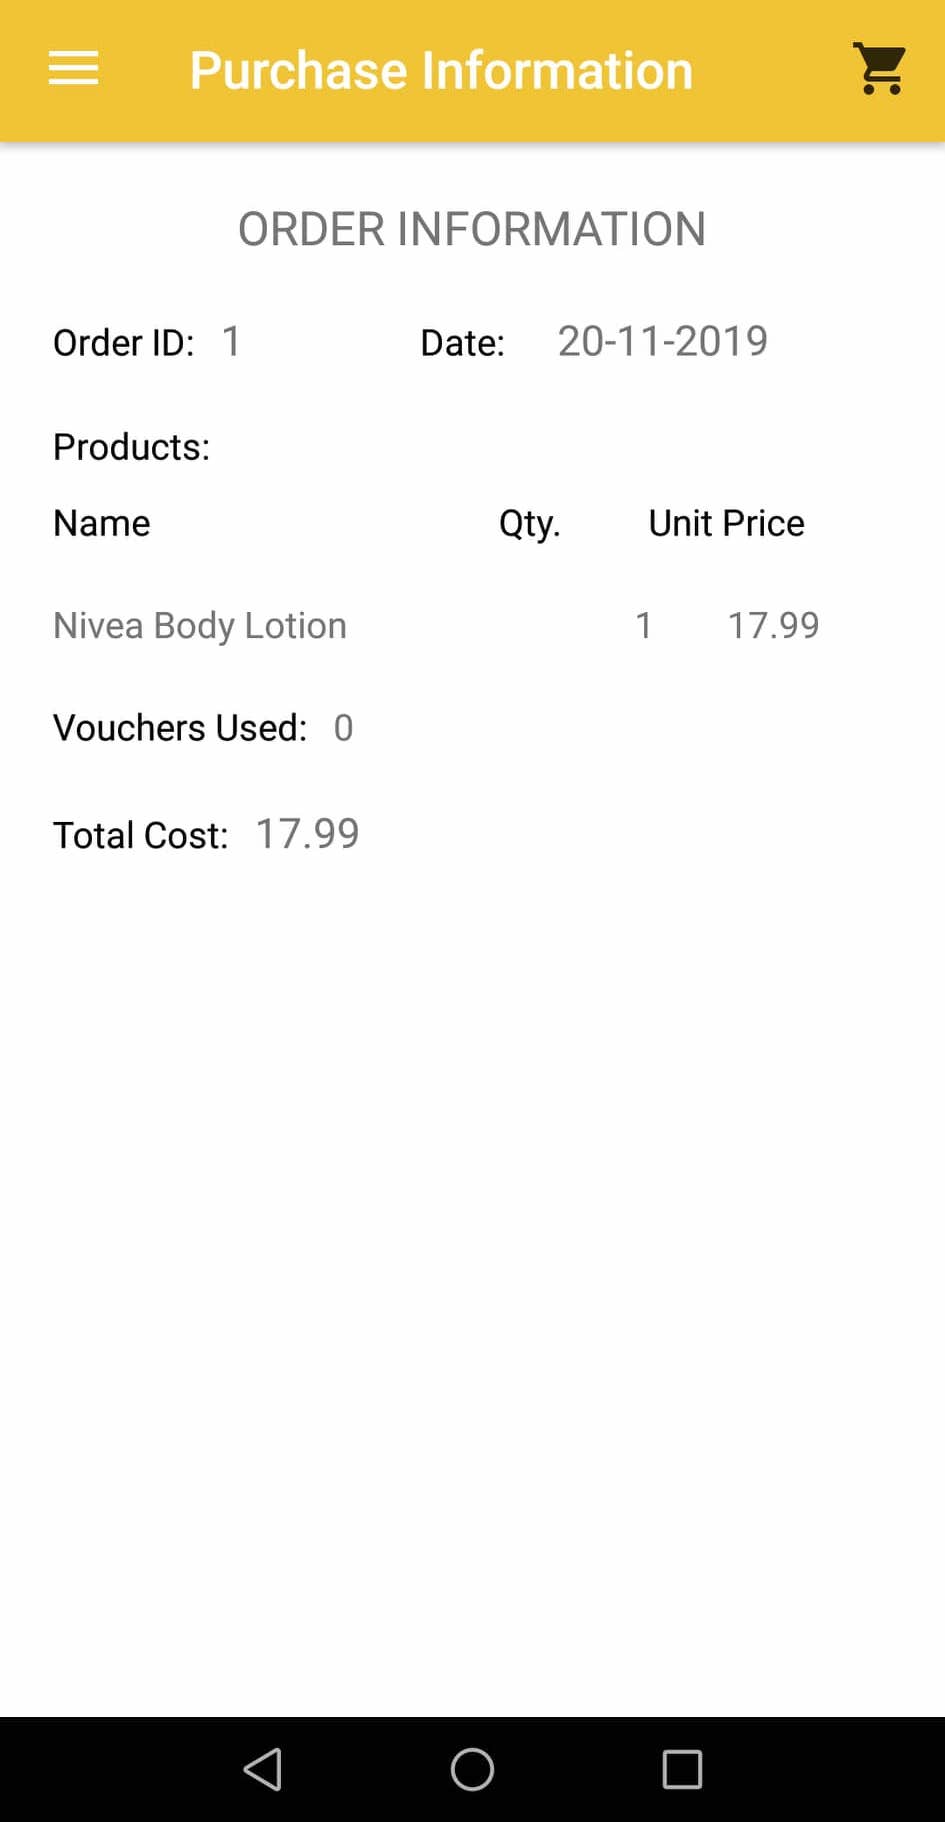 Purchase Information
ORDER INFORMATION
Order ID: 1 Date: 20-11-2019
Products:
Name Qty. Unit Price
Nivea Body Lotion 1 17.99
Vouchers Used: 0
Total Cost: 17.99